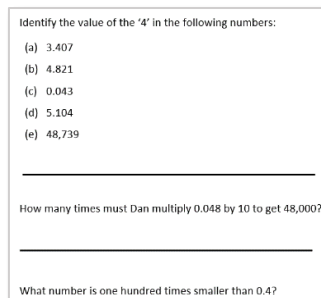 Identify the value of the '4' in the following numbers:
(a) 3.407
(b) 4.821
(c) 0.043
(d) 5.104
(e) 48,739
How many times must Dan multiply 0.048 by 10 to get 48,000?
What number is one hundred times smaller than 0.4?